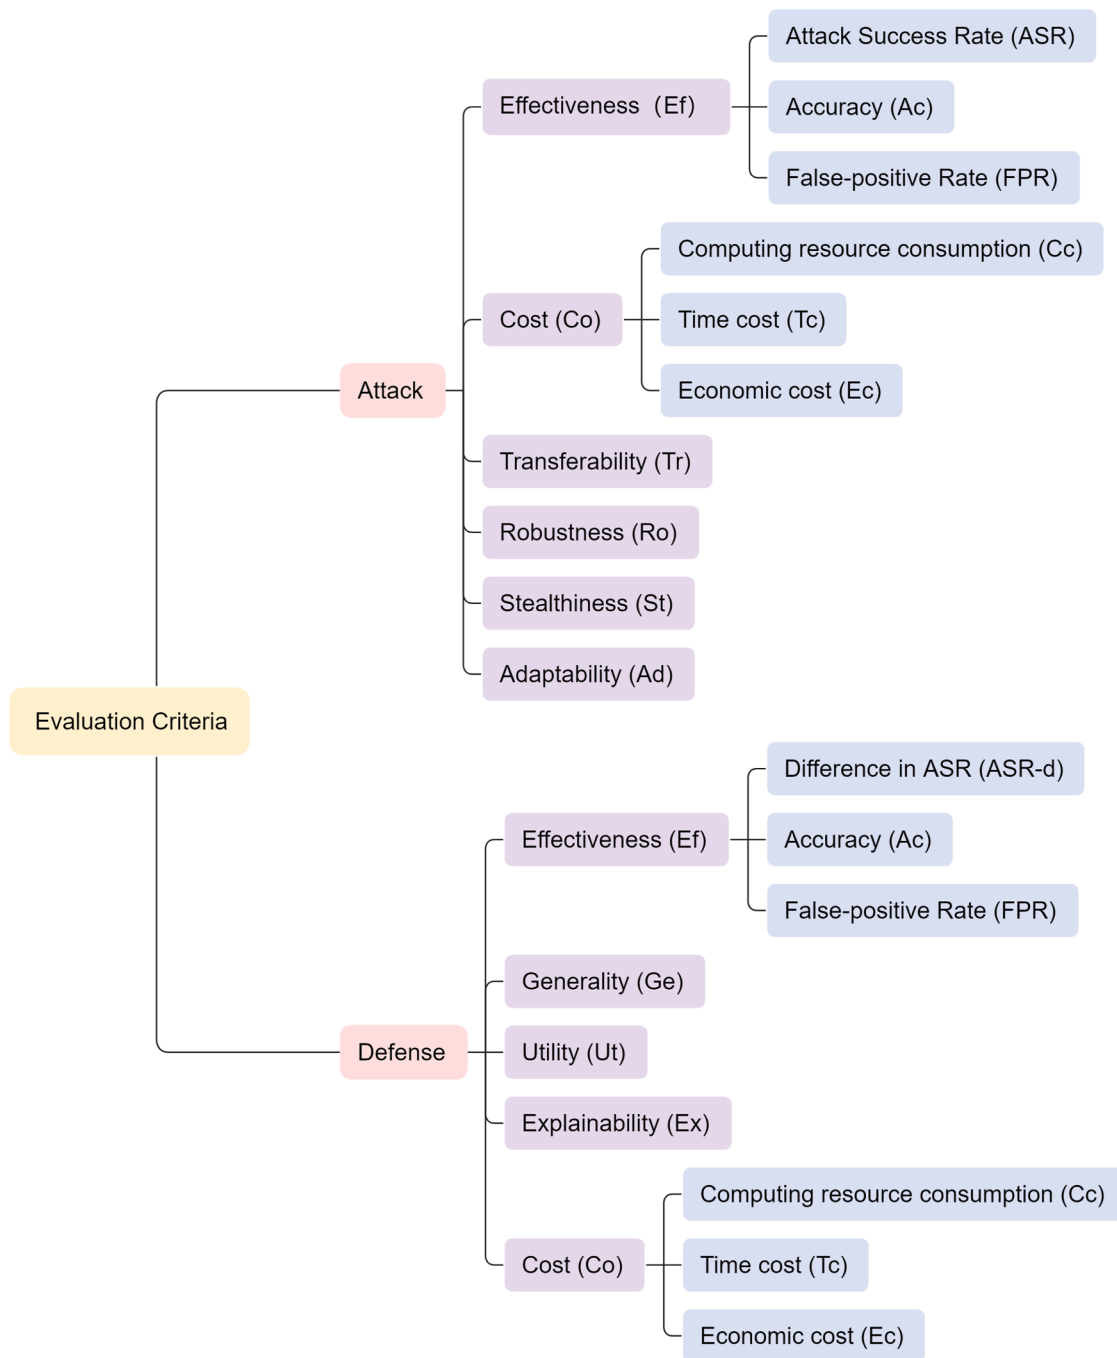 Evaluation Criteria
Attack
Effectiveness（Ef）
Attack Success Rate (ASR)
Accuracy (Ac)
False-positive Rate (FPR)
Cost (Co)
Computing resource consumption (Cc)
Time cost (Tc)
Economic cost (Ec)
Transferability (Tr)
Robustness (Ro)
Stealthiness (St)
Adaptability (Ad)
Defense
Effectiveness (Ef)
Difference in ASR (ASR-d)
Accuracy (Ac)
False-positive Rate (FPR)
Generality (Ge)
Utility (Ut)
Explainability (Ex)
Cost (Co)
Computing resource consumption (Cc)
Time cost (Tc)
Economic cost (Ec)